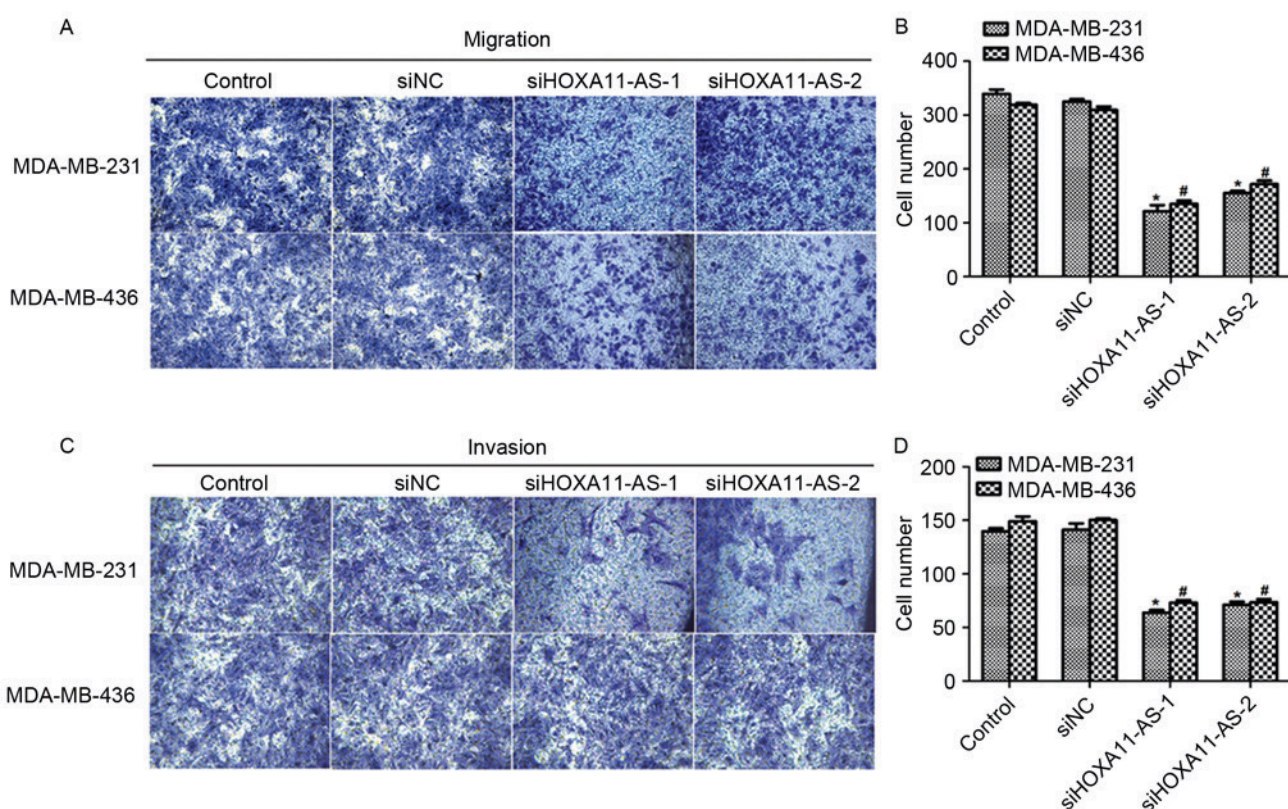 A
Migration
Control siNC siHOXA11-AS-1 siHOXA11-AS-2
MDA-MB-231
MDA-MB-436
B
MDA-MB-231
MDA-MB-436
400
300
200
100
0
Cell number
* # * #
Control siNC siHOXA11-AS-1 siHOXA11-AS-2
C
Invasion
Control siNC siHOXA11-AS-1 siHOXA11-AS-2
MDA-MB-231
MDA-MB-436
D
MDA-MB-231
MDA-MB-436
200
150
100
50
0
Cell number
* # * #
Control siNC siHOXA11-AS-1 siHOXA11-AS-2